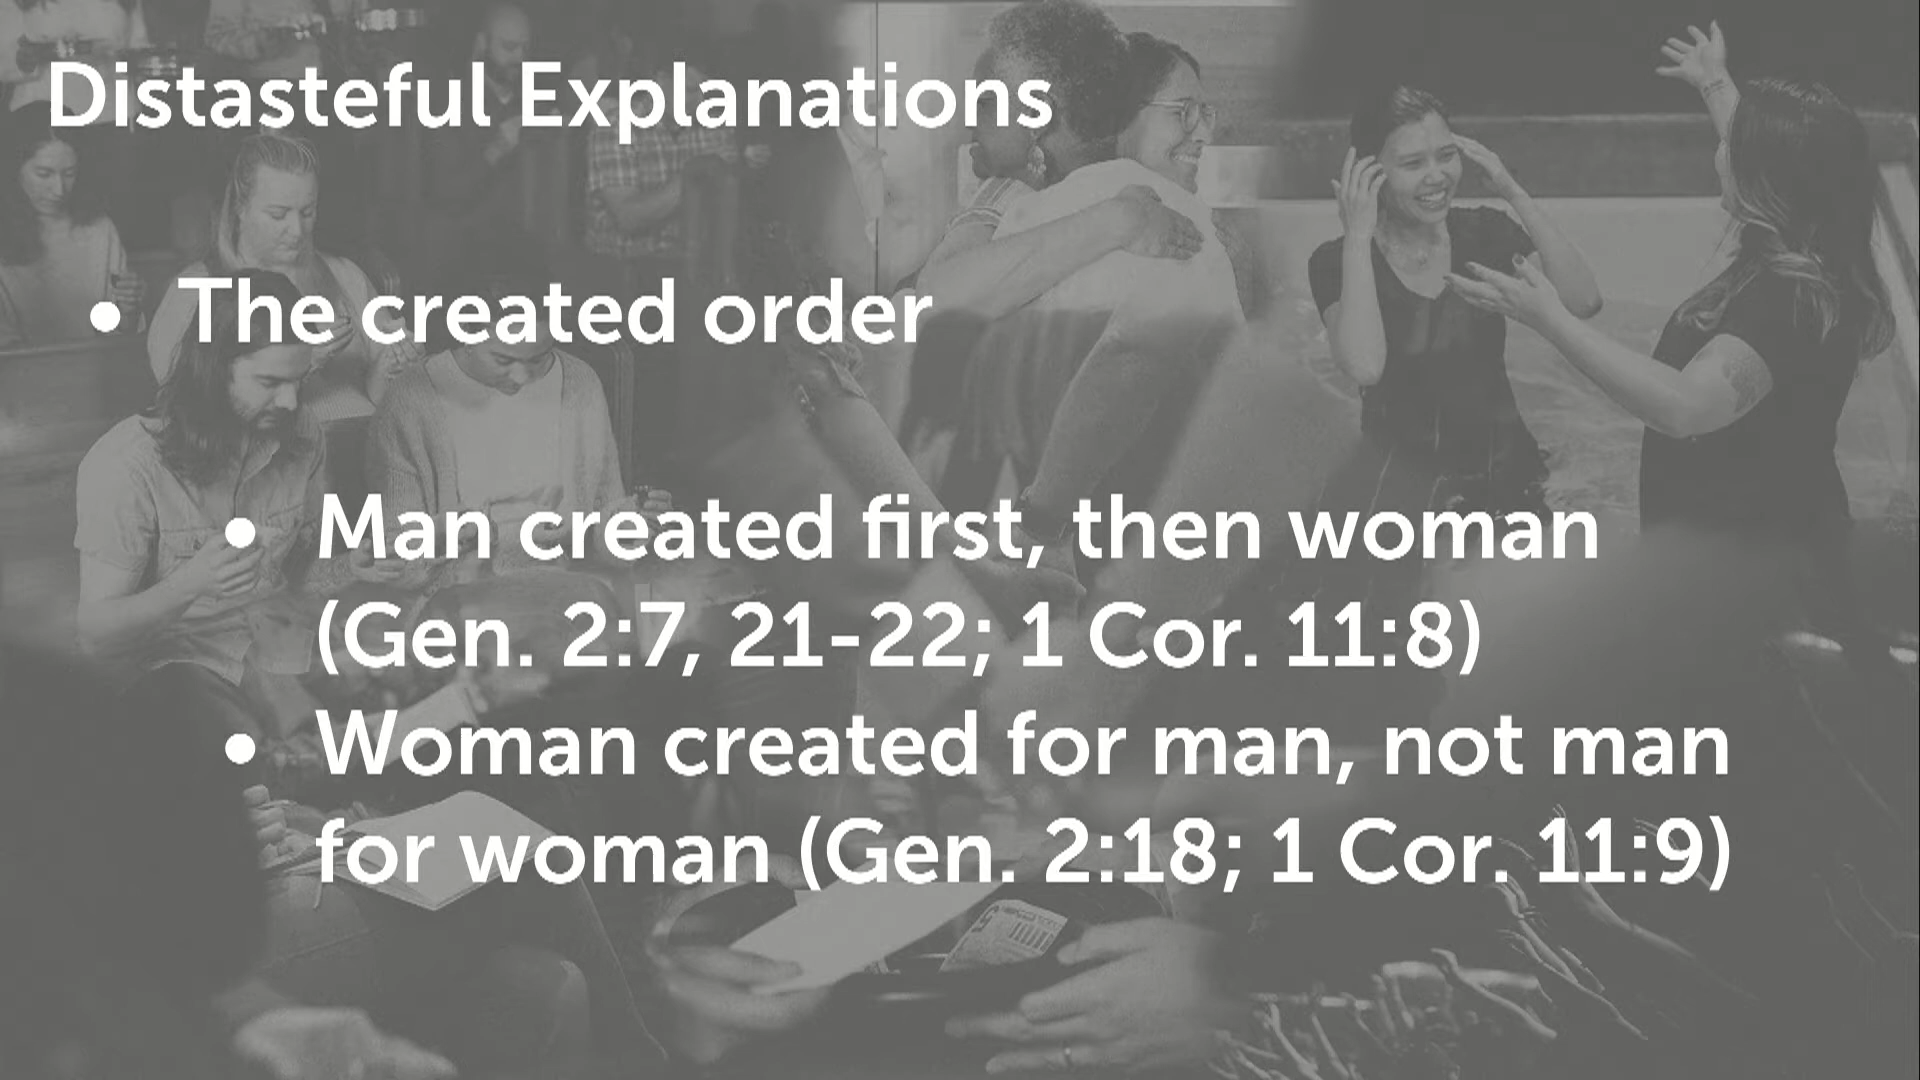 Distasteful Explanations
• The created order
• Man created first, then woman
(Gen. 2:7, 21-22; 1 Cor. 11:8)
• Woman created for man, not man
for woman (Gen. 2:18; 1 Cor. 11:9)